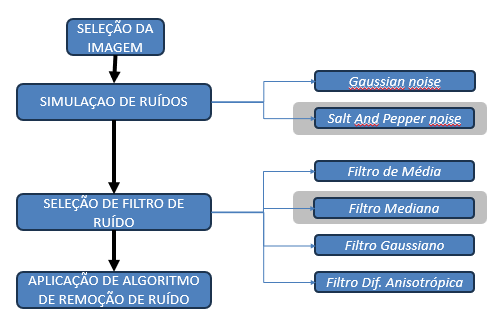 SELEÇÃO DA
IMAGEM
SIMULAÇAO DE RUÍDOS
Gaussian noise
Salt And Pepper noise
SELEÇÃO DE FILTRO DE
RUÍDO
Filtro de Média
Filtro Mediana
Filtro Gaussiano
Filtro Dif. Anisotrópica
APLICAÇÃO DE ALGORITMO
DE REMOÇÃO DE RUÍDO